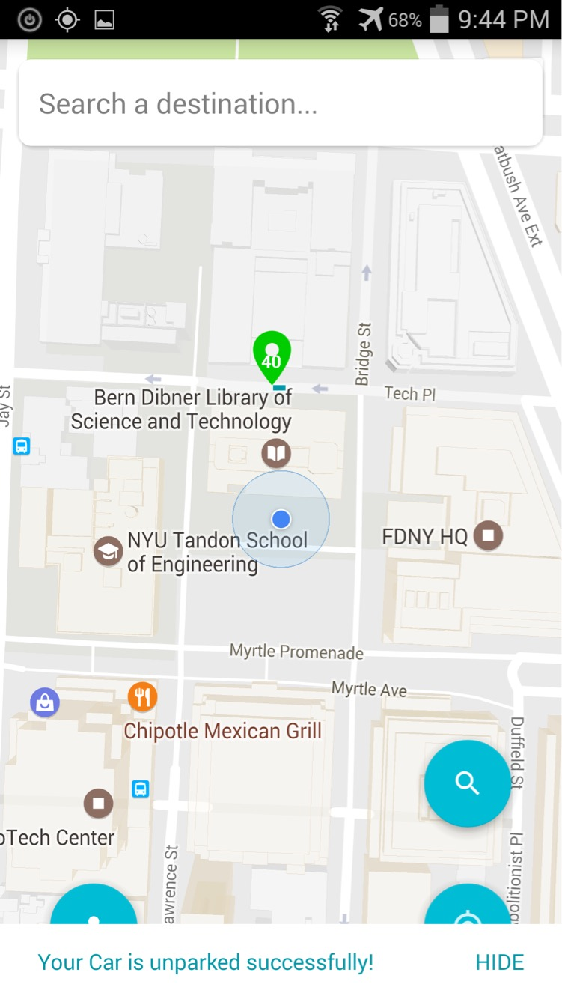 68% 9:44 PM
Search a destination...
atbush Ave Ext
Bridge St
40
Tech Pl
Jay St
Bern Dibner Library of
Science and Technology
NYU Tandon School
of Engineering
FDNY HQ
Myrtle Promenade
Myrtle Ave
Chipotle Mexican Grill
Duffield St
oTech Center
awrence St
bolitionist Pl
Your Car is unparked successfully! HIDE